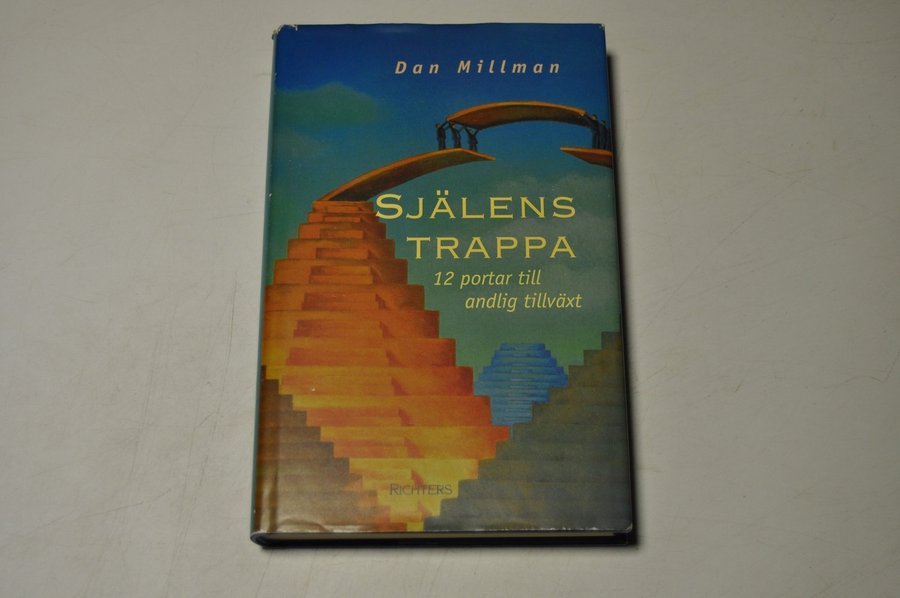 Dan Millman
SJÄLENS
TRAPPA
12 portar till
andlig tillväxt
RICHTERS